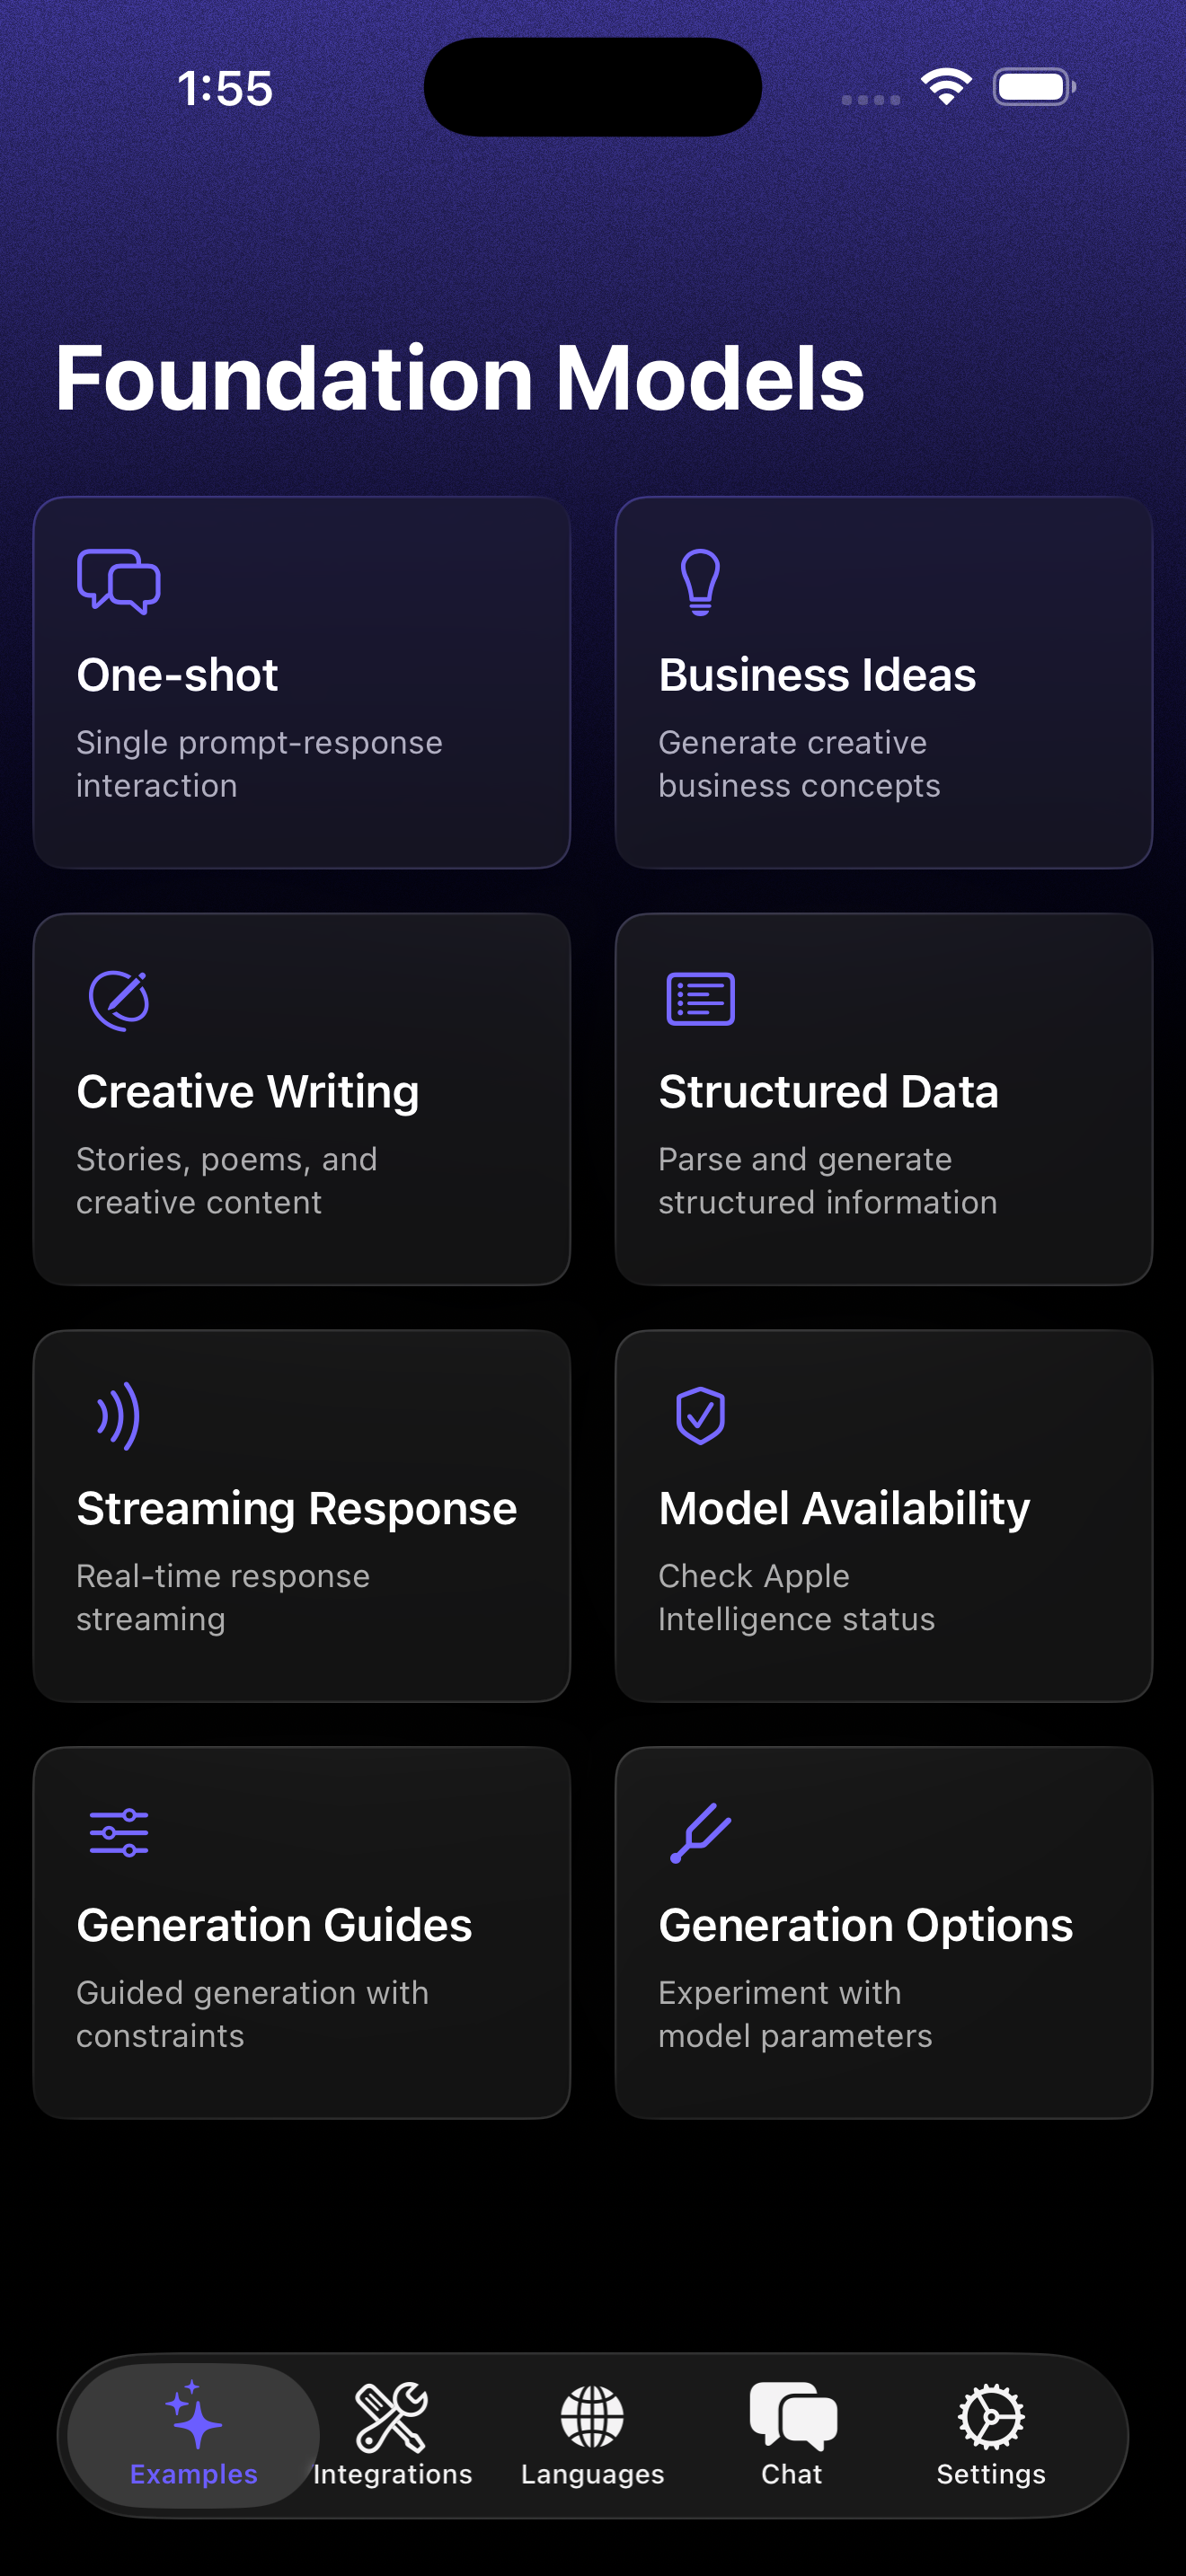 1:55
Foundation Models
One-shot
Single prompt-response
interaction
Business Ideas
Generate creative
business concepts
Creative Writing
Stories, poems, and
creative content
Structured Data
Parse and generate
structured information
Streaming Response
Real-time response
streaming
Model Availability
Check Apple
Intelligence status
Generation Guides
Guided generation with
constraints
Generation Options
Experiment with
model parameters
Examples
Integrations
Languages
Chat
Settings